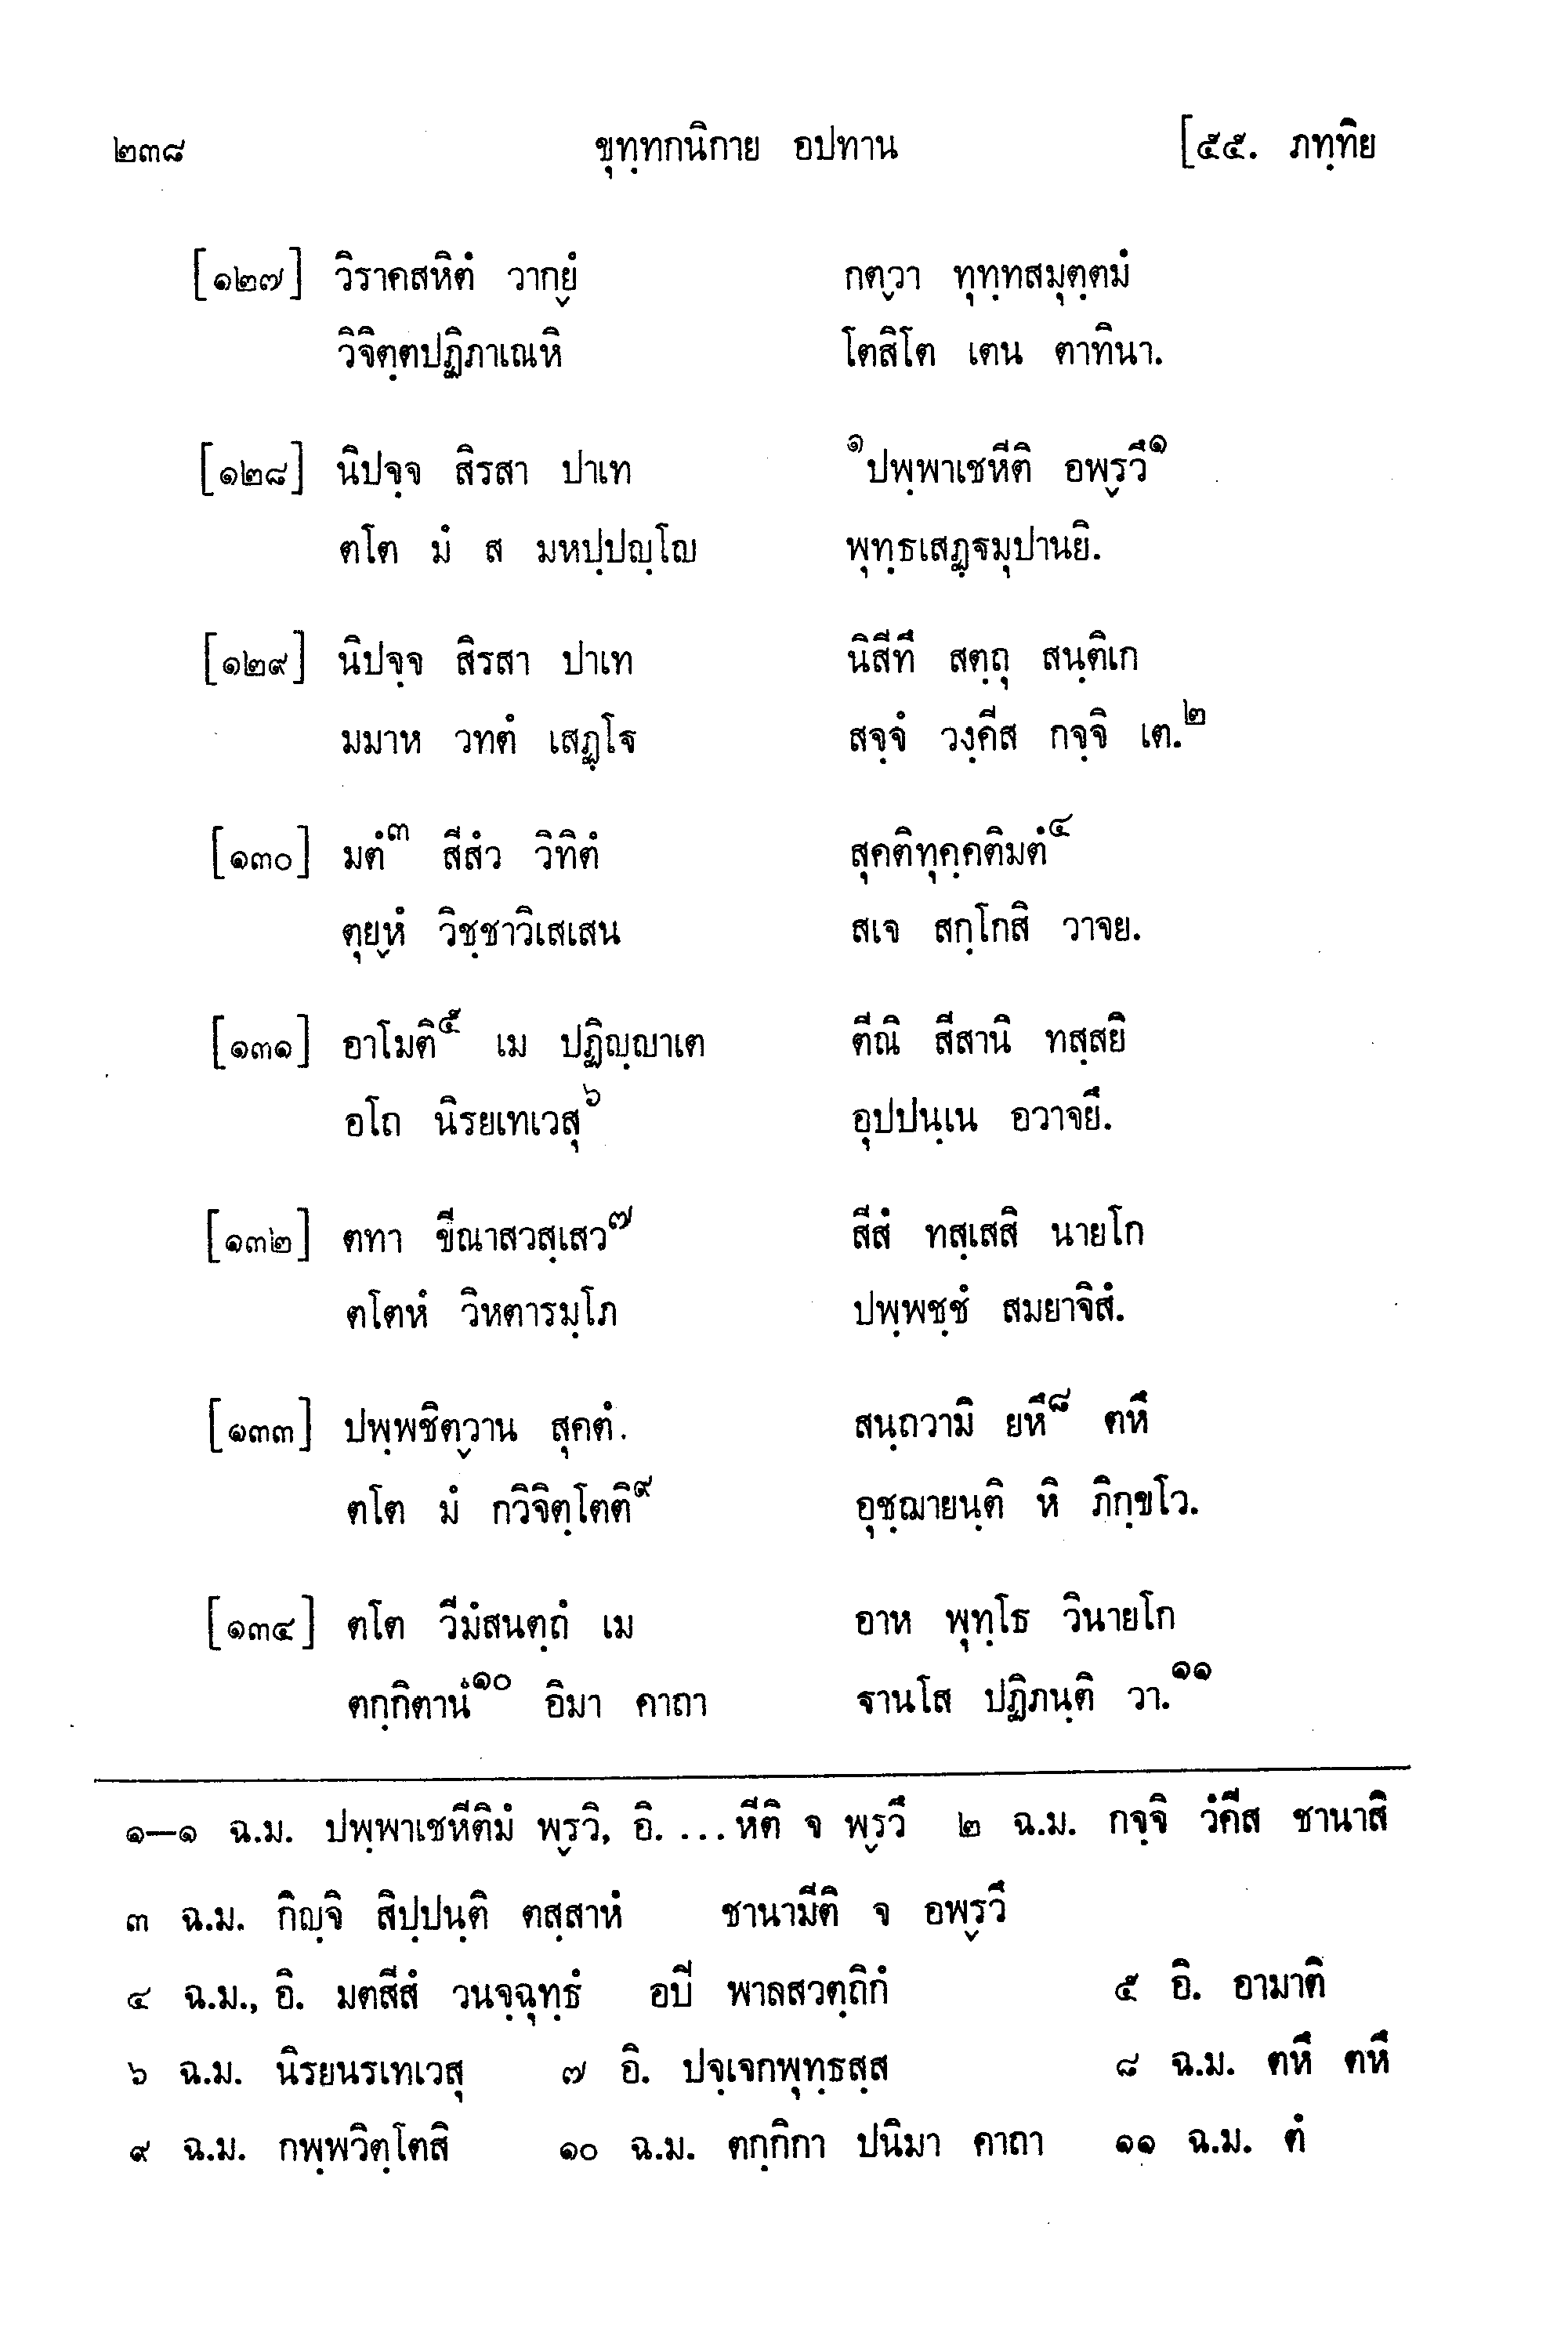 ๒๓๘ ขุทฺทกนิกาย อปทาน [๕๕. ภทฺทิย
[๑๒๗] วิราคสหิตํ วากฺยํ กตฺวา ทุทฺทสมุตฺตมํ
วิจิตฺตปฏิภาเณหิ โตสิโต เตน ตาทินา.
[๑๒๘] นิปจฺจ สิรสา ปาเท ๑ปพฺพาเชหีติ อพฺรวึ๑
ตโต มํ ส มหปฺปญฺโญ พุทฺธเสฏฺฐมุปานยิ.
[๑๒๙] นิปจฺจ สิรสา ปาเท นิสีทึ สตฺถุ สนฺติเก
มมาห วทตํ เสฏฺโฐ สจฺจํ วงฺคีส กจฺจิ เต.๒
[๑๓๐] มตํ๓ สีสํว วิทิตํ สุคติทุคฺคติมตํ๔
ตุยฺหํ วิชฺชาวิเสเสน สเจ สกฺโกสิ วาจย.
[๑๓๑] อาโมติ๕ เม ปฏิญฺญาเต ตีณิ สีสานิ ทสฺสยิ
อโถ นิรยเทเวสุ๖ อุปปนฺเน อวาจยึ.
[๑๓๒] ตทา ขีณาสวสฺเสว๗ สีสํ ทสฺเสสิ นายโก
ตโตหํ วิหตารมฺโภ ปพฺพชฺชํ สมยาจิสํ.
[๑๓๓] ปพฺพชิตฺวาน สุคตํ. สนฺถวามิ ยหึ๘ ตหึ
ตโต มํ กวิจิตฺโตติ๙ อุชฺฌายนฺติ หิ ภิกฺขโว.
[๑๓๔] ตโต วีมํสนตฺถํ เม อาห พุทฺโธ วินายโก
ตกฺกิตานํ๑๐ อิมา คาถา ฐานโส ปฏิภนฺติ วา.๑๑
๑—๑ ฉ.ม. ปพฺพาเชหีติมํ พฺรวิ, อิ. ...หีติ จ พฺรวึ ๒ ฉ.ม. กจฺจิ วํคีส ชานาสิ
๓ ฉ.ม. กิญฺจิ สิปฺปนฺติ ตสฺสาหํ ชานามีติ จ อพฺรวึ
๔ ฉ.ม., อิ. มตสีสํ วนจฺฉุทฺธํ อปี พาลสวตฺถิกํ ๕ อิ. อามาติ
๖ ฉ.ม. นิรยนรเทเวสุ ๗ อิ. ปจฺเจกพุทฺธสฺส ๘ ฉ.ม. ตหึ ตหึ
๙ ฉ.ม. กพฺพวิตฺโตสิ ๑๐ ฉ.ม. ตกฺกิกา ปนิมา คาถา ๑๑ ฉ.ม. ตํ